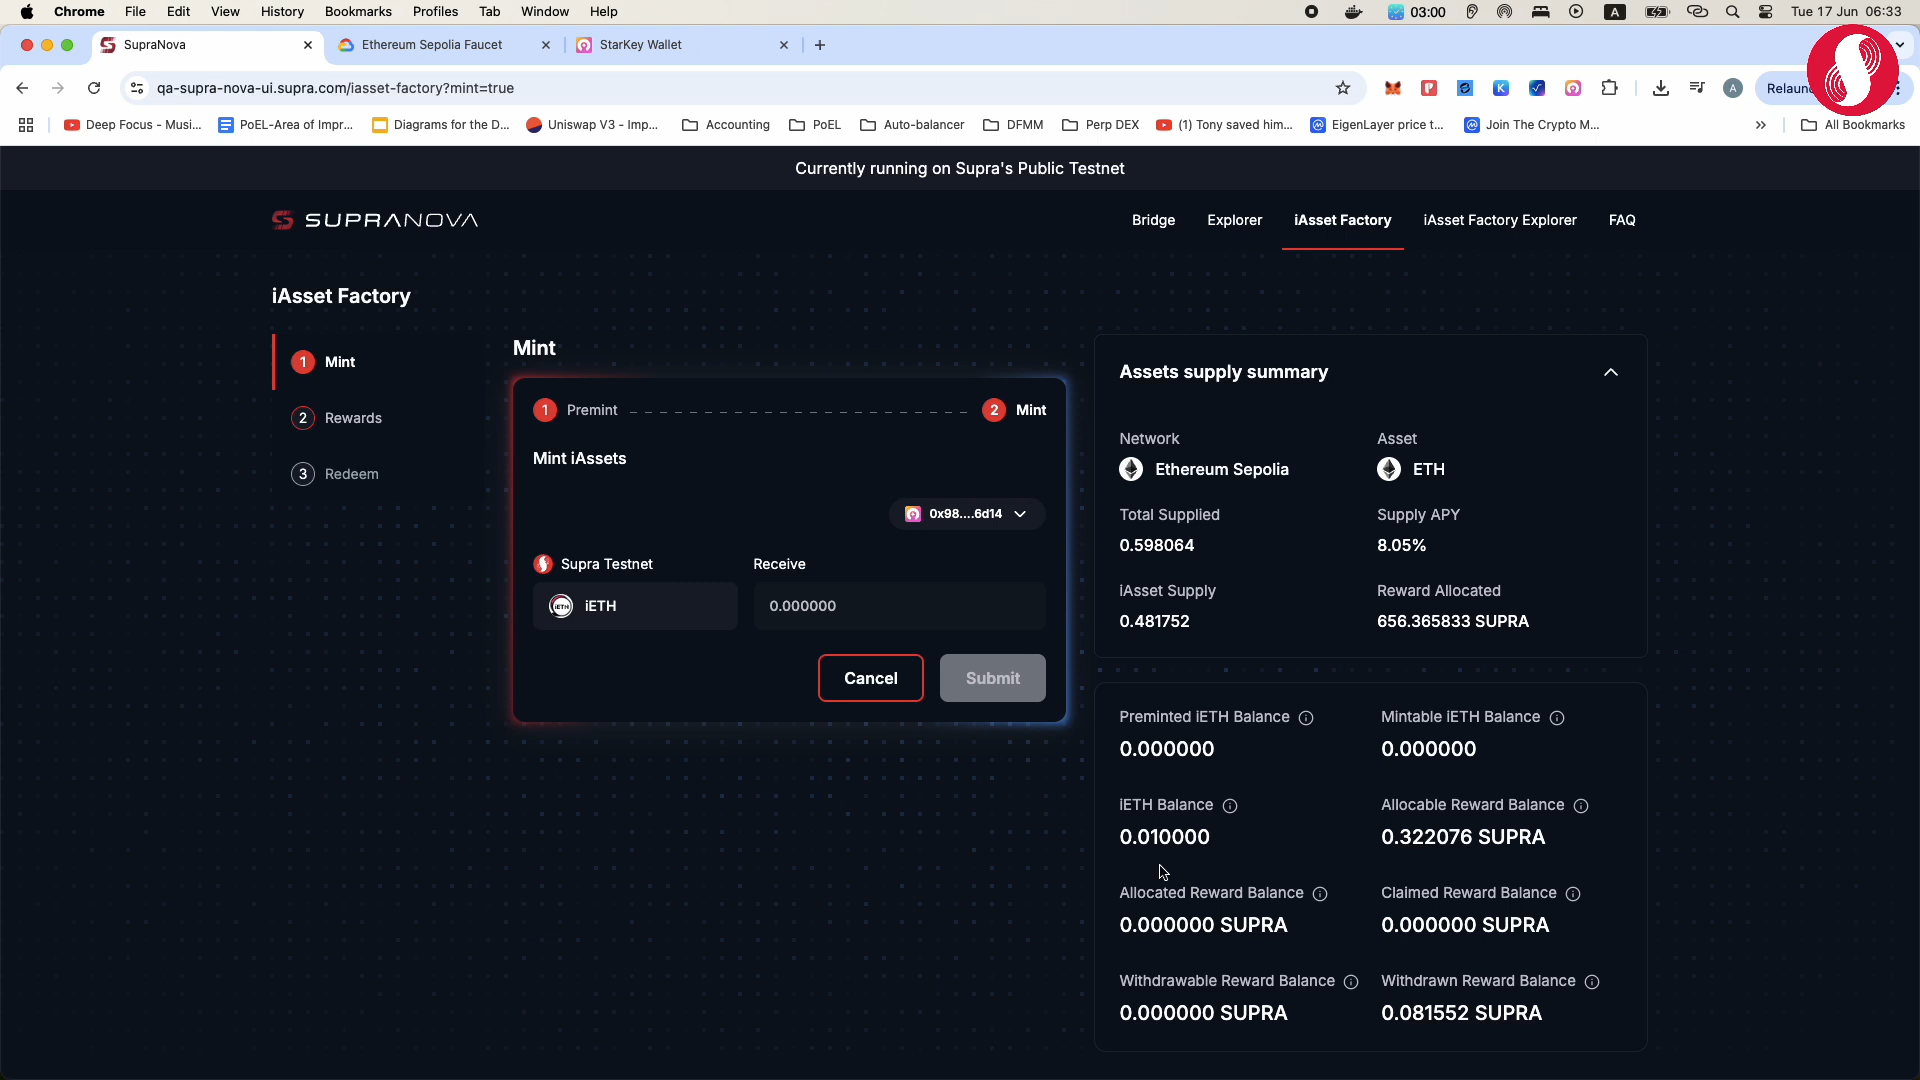 Chrome File Edit View History Bookmarks Profiles Tab Window Help 03:00 A Tue 17 Jun 06:33
SupraNova Ethereum Sepolia Faucet StarKey Wallet
qa-supra-nova-ui.supra.com/iasset-factory?mint=true A
Deep Focus - Musi... PoEL-Area of Impr... Diagrams for the D... Uniswap V3 - Imp... Accounting PoEL Auto-balancer DFMM Perp DEX (1) Tony saved him... EigenLayer price t... Join The Crypto M... » All Bookmarks
Currently running on Supra's Public Testnet
SUPRANOVA Bridge Explorer iAsset Factory iAsset Factory Explorer FAQ
iAsset Factory
1 Mint
2 Rewards
3 Redeem
Mint
1 Premint 2 Mint
Mint iAssets
0x98....6d14
Supra Testnet Receive
iETH iETH 0.000000
Cancel Submit
Assets supply summary
Network Asset
Ethereum Sepolia ETH
Total Supplied Supply APY
0.598064 8.05%
iAsset Supply Reward Allocated
0.481752 656.365833 SUPRA
Preminted iETH Balance Mintable iETH Balance
0.000000 0.000000
iETH Balance Allocable Reward Balance
0.010000 0.322076 SUPRA
Allocated Reward Balance Claimed Reward Balance
0.000000 SUPRA 0.000000 SUPRA
Withdrawable Reward Balance Withdrawn Reward Balance
0.000000 SUPRA 0.081552 SUPRA